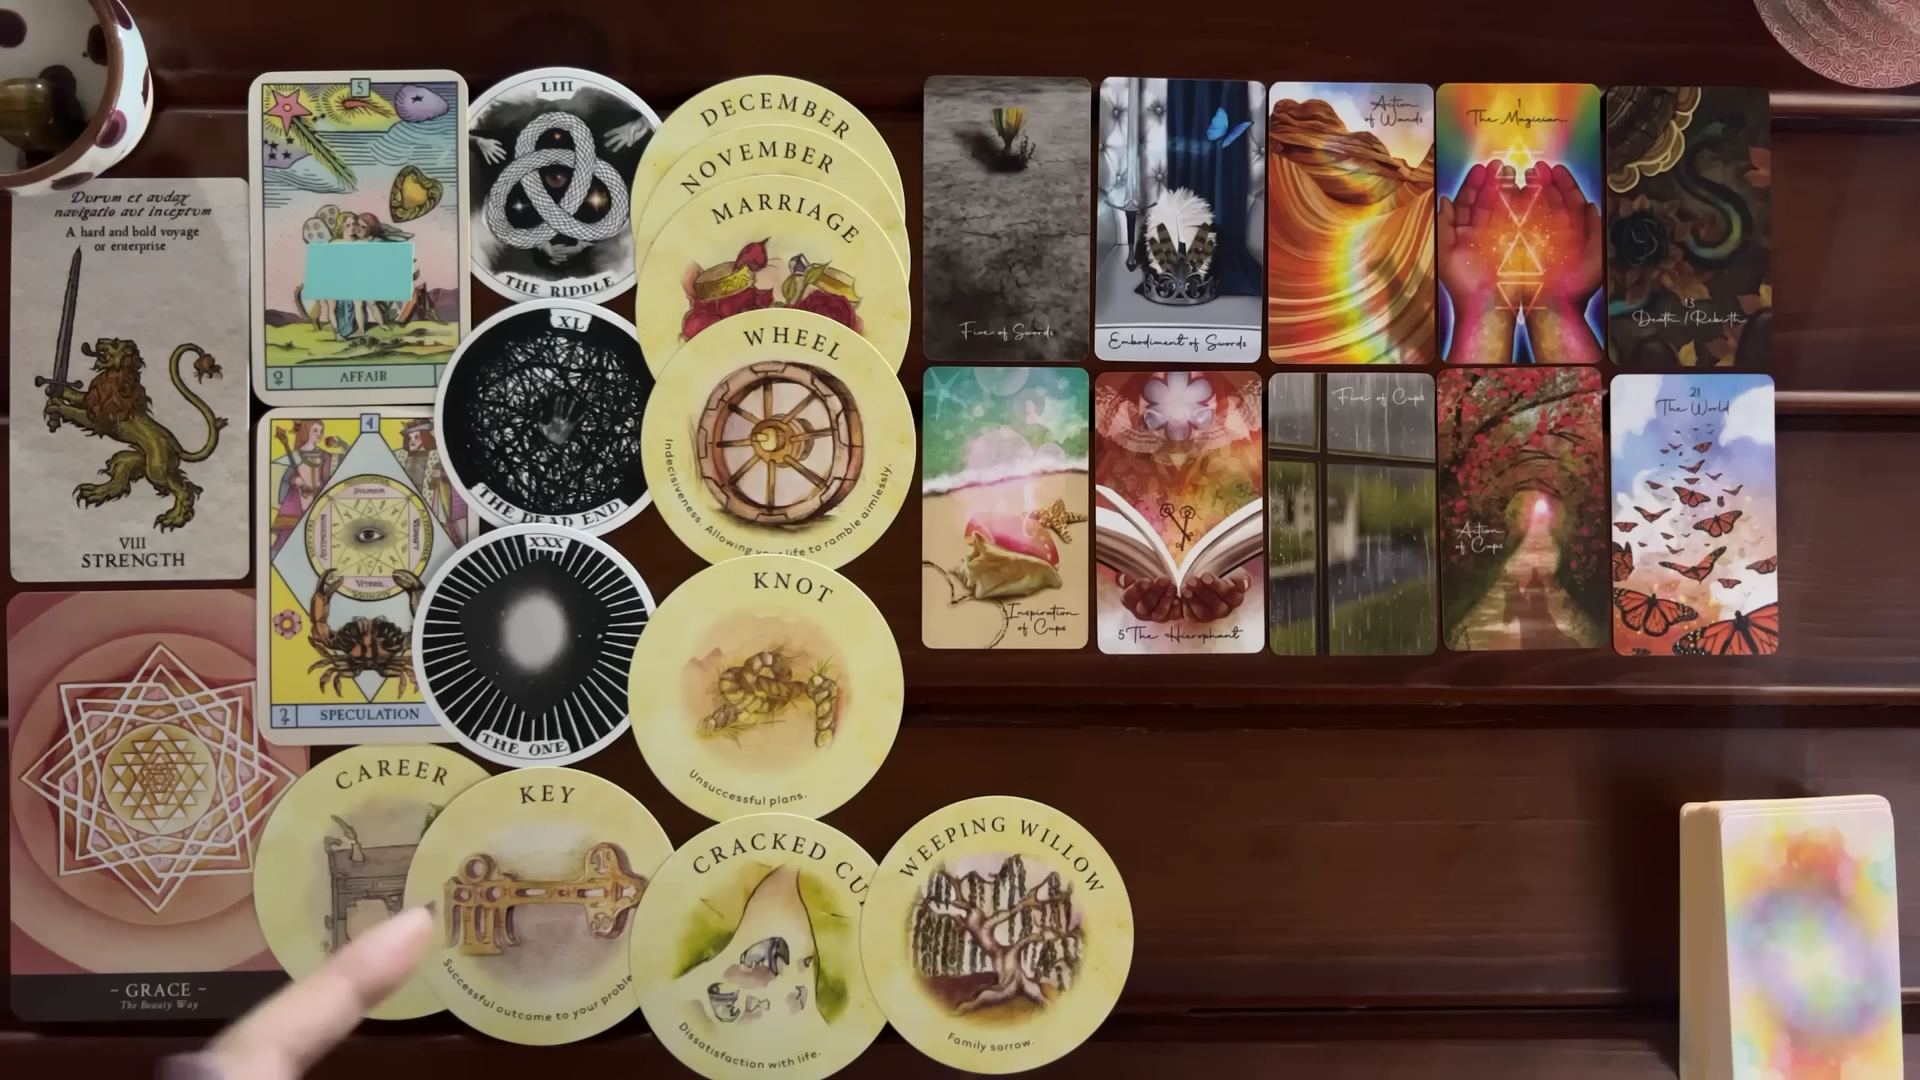 Durum et audax
navigatio aut inceptum
A hard and bold voyage
or enterprise
VIII
STRENGTH
- GRACE -
The Beauty Way
5
AFFAIR
4
SPECULATION
LIII
THE RIDDLE
XL
THE DEAD END
XXX
THE ONE
DECEMBER
NOVEMBER
MARRIAGE
WHEEL
Indecisiveness. Allowing your life to ramble aimlessly.
KNOT
Unsuccessful plans.
CAREER
KEY
Successful outcome to your proble
CRACKED CU
Dissatisfaction with life.
WEEPING WILLOW
Family sorrow.
Five of Swords
Embodiment of Swords
Action
of Wands
1
The Magician
13
Death / Rebirth
Inspiration
of Cups
5 The Hierophant
Five of Cups
Action
of Cups
21
The World